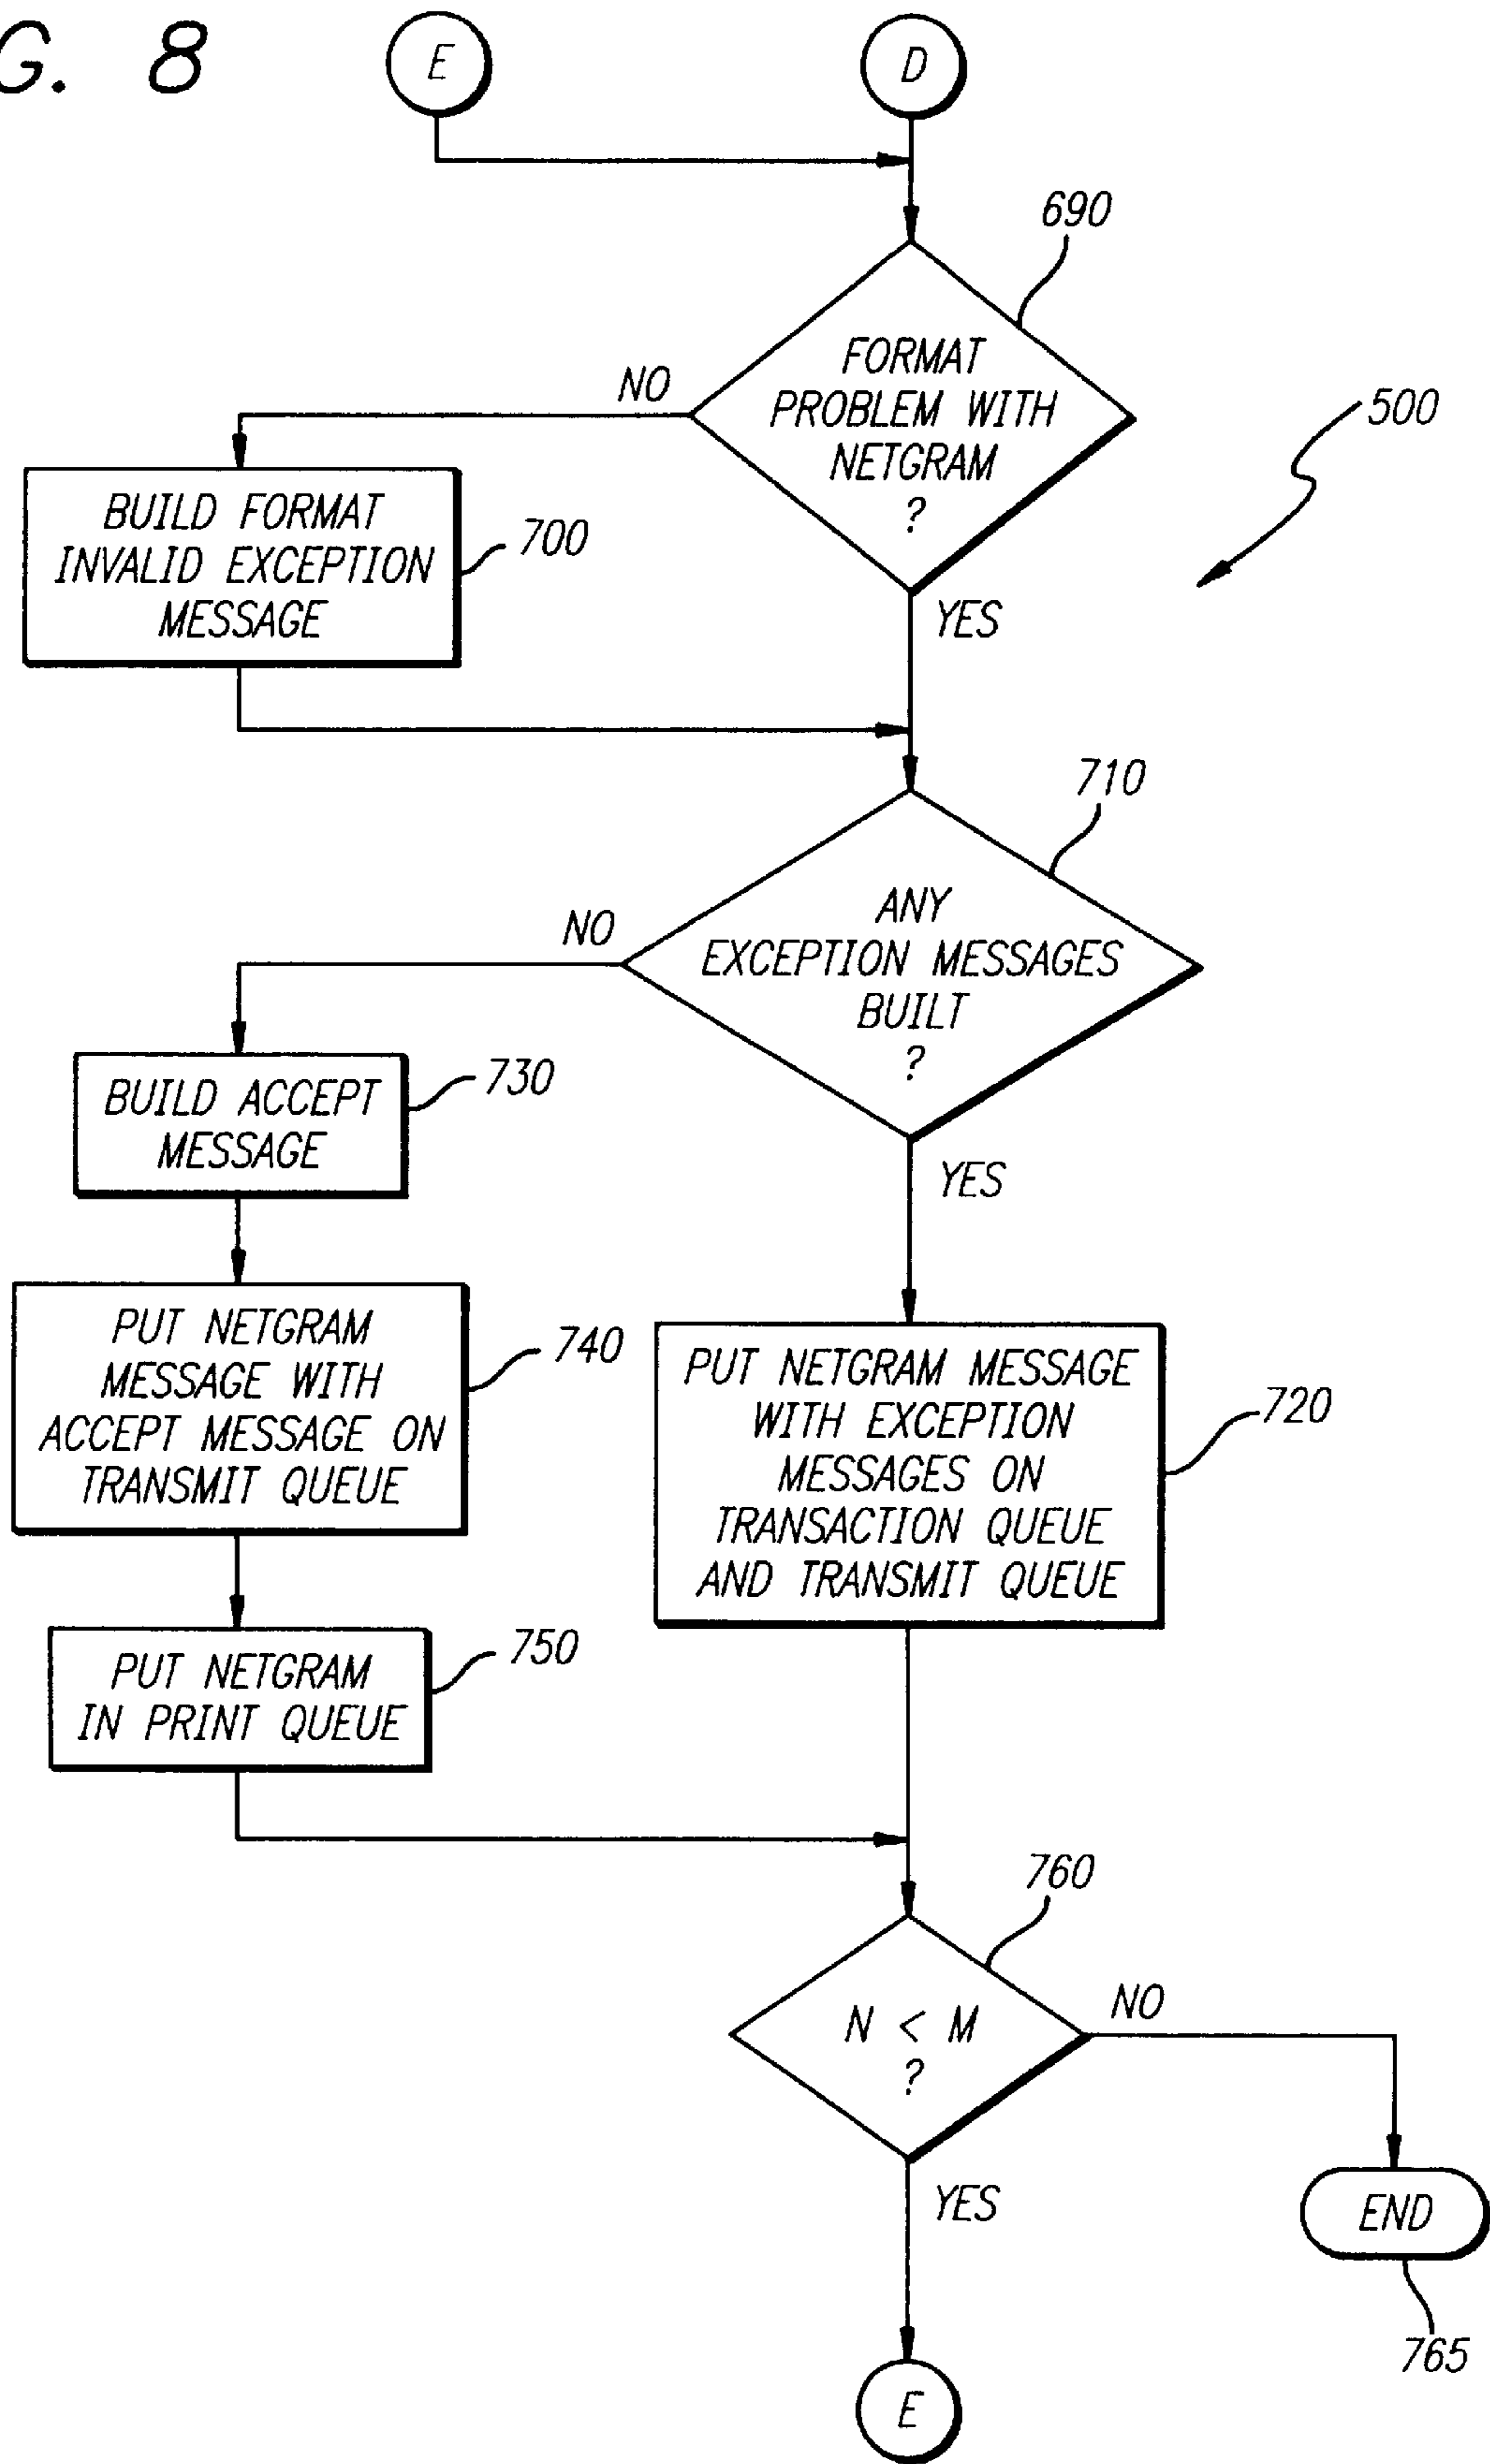 G. 8
E
D
690
FORMAT
PROBLEM WITH
NETGRAM
?
NO
500
BUILD FORMAT
INVALID EXCEPTION
MESSAGE
700
YES
710
ANY
EXCEPTION MESSAGES
BUILT
?
NO
730
BUILD ACCEPT
MESSAGE
YES
PUT NETGRAM
MESSAGE WITH
ACCEPT MESSAGE ON
TRANSMIT QUEUE
740
PUT NETGRAM MESSAGE
WITH EXCEPTION
MESSAGES ON
TRANSACTION QUEUE
AND TRANSMIT QUEUE
720
PUT NETGRAM
IN PRINT QUEUE
750
760
N < M
?
NO
YES
END
765
E